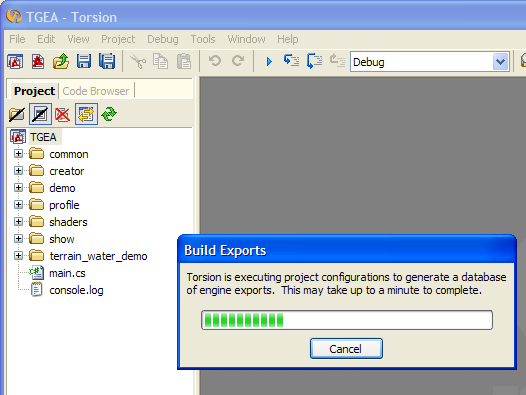 TGEA - Torsion
File Edit View Project Debug Tools Window Help
Debug
Project Code Browser
TGEA
common
creator
demo
profile
shaders
show
terrain_water_demo
main.cs
console.log
Build Exports
Torsion is executing project configurations to generate a database
of engine exports. This may take up to a minute to complete.
Cancel